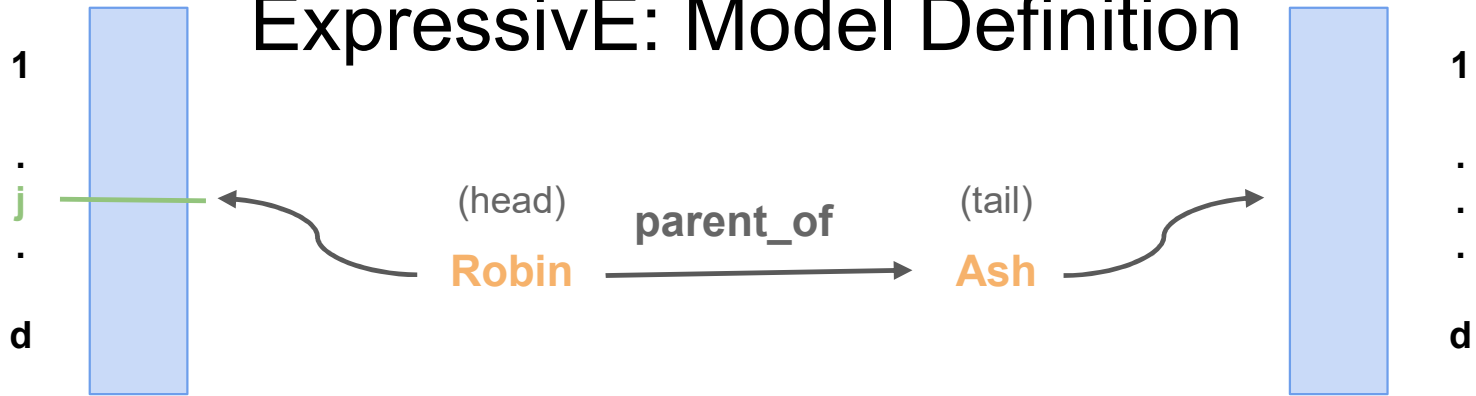 ExpressivE: Model Definition
1
.
j
.
d
(head)
Robin
parent_of
(tail)
Ash
1
.
.
.
d